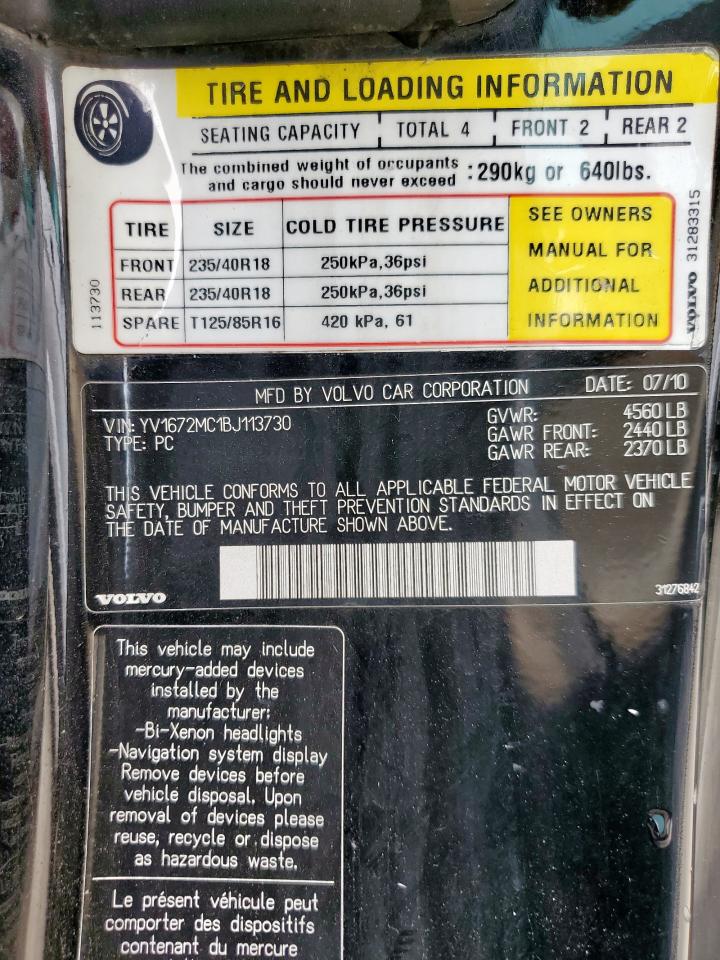 TIRE AND LOADING INFORMATION
SEATING CAPACITY TOTAL 4 FRONT 2 REAR 2
The combined weight of occupants
and cargo should never exceed :290kg or 640lbs.
TIRE SIZE COLD TIRE PRESSURE
FRONT 235/40R18 250kPa,36psi
REAR 235/40R18 250kPa,36psi
SPARE T125/85R16 420 kPa, 61
SEE OWNERS
MANUAL FOR
ADDITIONAL
INFORMATION
113730
VOLVO 31283315
MFD BY VOLVO CAR CORPORATION DATE: 07/10
VIN: YV1672MC1BJ113730
TYPE: PC
GVWR: 4560 LB
GAWR FRONT: 2440 LB
GAWR REAR: 2370 LB
THIS VEHICLE CONFORMS TO ALL APPLICABLE FEDERAL MOTOR VEHICLE
SAFETY, BUMPER AND THEFT PREVENTION STANDARDS IN EFFECT ON
THE DATE OF MANUFACTURE SHOWN ABOVE.
VOLVO
31276842
This vehicle may include
mercury-added devices
installed by the
manufacturer:
-Bi-Xenon headlights
-Navigation system display
Remove devices before
vehicle disposal. Upon
removal of devices please
reuse, recycle or dispose
as hazardous waste.
Le présent véhicule peut
comporter des dispositifs
contenant du mercure